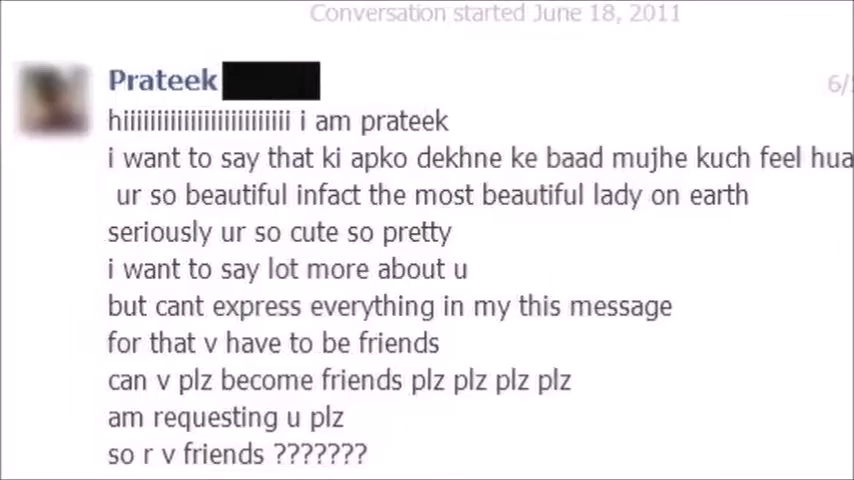 Conversation started June 18, 2011
Prateek
6/
hiiiiiiiiiiiiiiiiiiiiiiiiii i am prateek
i want to say that ki apko dekhne ke baad mujhe kuch feel hua
ur so beautiful infact the most beautiful lady on earth
seriously ur so cute so pretty
i want to say lot more about u
but cant express everything in my this message
for that v have to be friends
can v plz become friends plz plz plz plz
am requesting u plz
so r v friends ???????